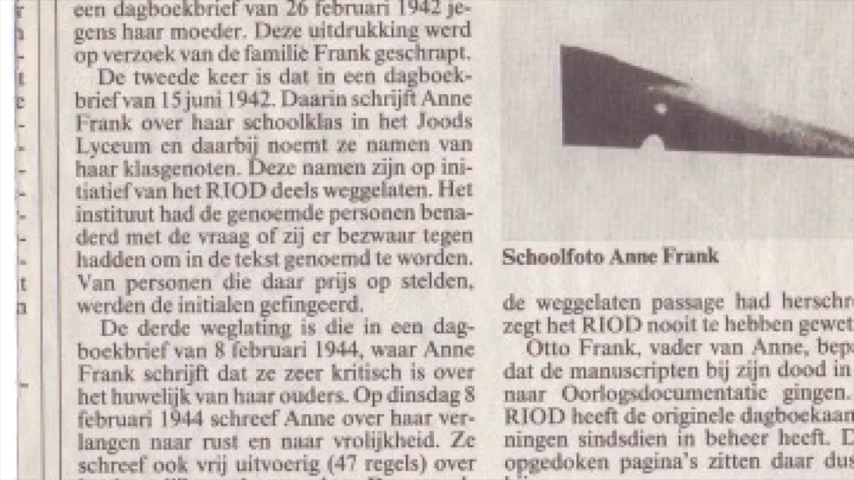 een dagboekbrief van 26 februari 1942 je-
gens haar moeder. Deze uitdrukking werd
op verzoek van de familie Frank geschrapt.
De tweede keer is dat in een dagboek-
brief van 15 juni 1942. Daarin schrijft Anne
Frank over haar schoolklas in het Joods
Lyceum en daarbij noemt ze namen van
haar klasgenoten. Deze namen zijn op ini-
tiatief van het RIOD deels weggelaten. Het
instituut had de genoemde personen bena-
derd met de vraag of zij er bezwaar tegen
hadden om in de tekst genoemd te worden.
Van personen die daar prijs op stelden,
werden de initialen gefingeerd.
De derde weglating is die in een dag-
boekbrief van 8 februari 1944, waar Anne
Frank schrijft dat ze zeer kritisch is over
het huwelijk van haar ouders. Op dinsdag 8
februari 1944 schreef Anne over haar ver-
langen naar rust en naar vrolijkheid. Ze
schreef ook vrij uitvoerig (47 regels) over
Schoolfoto Anne Frank
de weggelaten passage had herschre
zegt het RIOD nooit te hebben gewet
Otto Frank, vader van Anne, bep
dat de manuscripten bij zijn dood in
naar Oorlogsdocumentatie gingen.
RIOD heeft de originele dagboekaan
ningen sindsdien in beheer heeft. D
opgedoken pagina's zitten daar dus